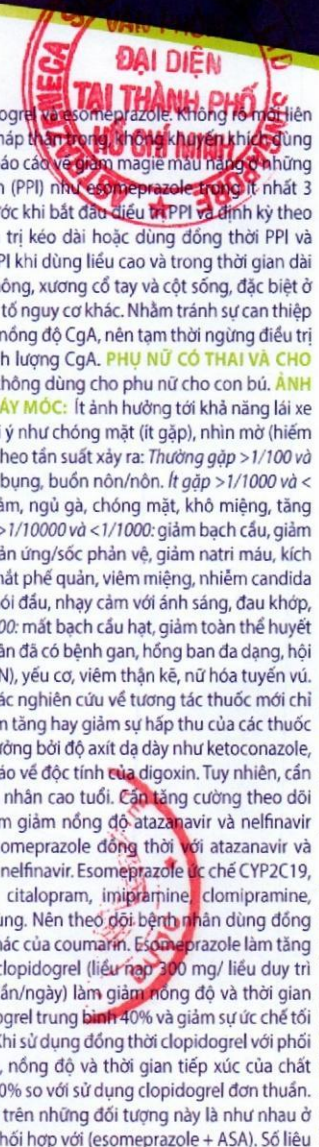 VĂN PH
ĐẠI DIỆN
TẠI THÀNH PHỐ
HỒ CHÍ MINH
ogrel và esomeprazole. Không rõ mối liên
háp thận trọng, không khuyến khích dùng
áo cáo về giảm magie máu nặng ở những
n (PPI) như esomeprazole trong ít nhất 3
ớc khi bắt đầu điều trị PPI và định kỳ theo
trị kéo dài hoặc dùng đồng thời PPI và
PI khi dùng liều cao và trong thời gian dài
hông, xương cổ tay và cột sống, đặc biệt ở
tố nguy cơ khác. Nhằm tránh sự can thiệp
nồng độ CgA, nên tạm thời ngừng điều trị
h lượng CgA. PHỤ NỮ CÓ THAI VÀ CHO
không dùng cho phụ nữ cho con bú. ẢNH
ÁY MÓC: Ít ảnh hưởng tới khả năng lái xe
i ý như chóng mặt (ít gặp), nhìn mờ (hiếm
heo tần suất xảy ra: Thường gặp >1/100 và
bụng, buồn nôn/nôn. Ít gặp >1/1000 và <
ảm, ngủ gà, chóng mặt, khô miệng, tăng
>1/10000 và <1/1000: giảm bạch cầu, giảm
ản ứng/sốc phản vệ, giảm natri máu, kích
hắt phế quản, viêm miệng, nhiễm candida
ói đầu, nhạy cảm với ánh sáng, đau khớp,
00: mất bạch cầu hạt, giảm toàn thể huyết
ân đã có bệnh gan, hồng ban đa dạng, hội
N), yếu cơ, viêm thận kẽ, nữ hóa tuyến vú.
ác nghiên cứu về tương tác thuốc mới chỉ
n tăng hay giảm sự hấp thu của các thuốc
ưởng bởi độ axít dạ dày như ketoconazole,
áo về độc tính của digoxin. Tuy nhiên, cẩn
nhân cao tuổi. Cần tăng cường theo dõi
m giảm nồng độ atazanavir và nelfinavir
omeprazole đồng thời với atazanavir và
nelfinavir. Esomeprazole ức chế CYP2C19,
citalopram, imipramine, clomipramine,
ụng. Nên theo dõi bệnh nhân dùng đồng
hác của coumarin. Esomeprazole làm tăng
clopidogrel (liều nạp 300 mg/ liều duy trì
ần/ngày) làm giảm nồng độ và thời gian
ogrel trung bình 40% và giảm sự ức chế tối
Khi sử dụng đồng thời clopidogrel với phối
, nồng độ và thời gian tiếp xúc của chất
0% so với sử dụng clopidogrel đơn thuần.
trên những đối tượng này là như nhau ở
hối hợp với (esomeprazole + ASA). Số liệu